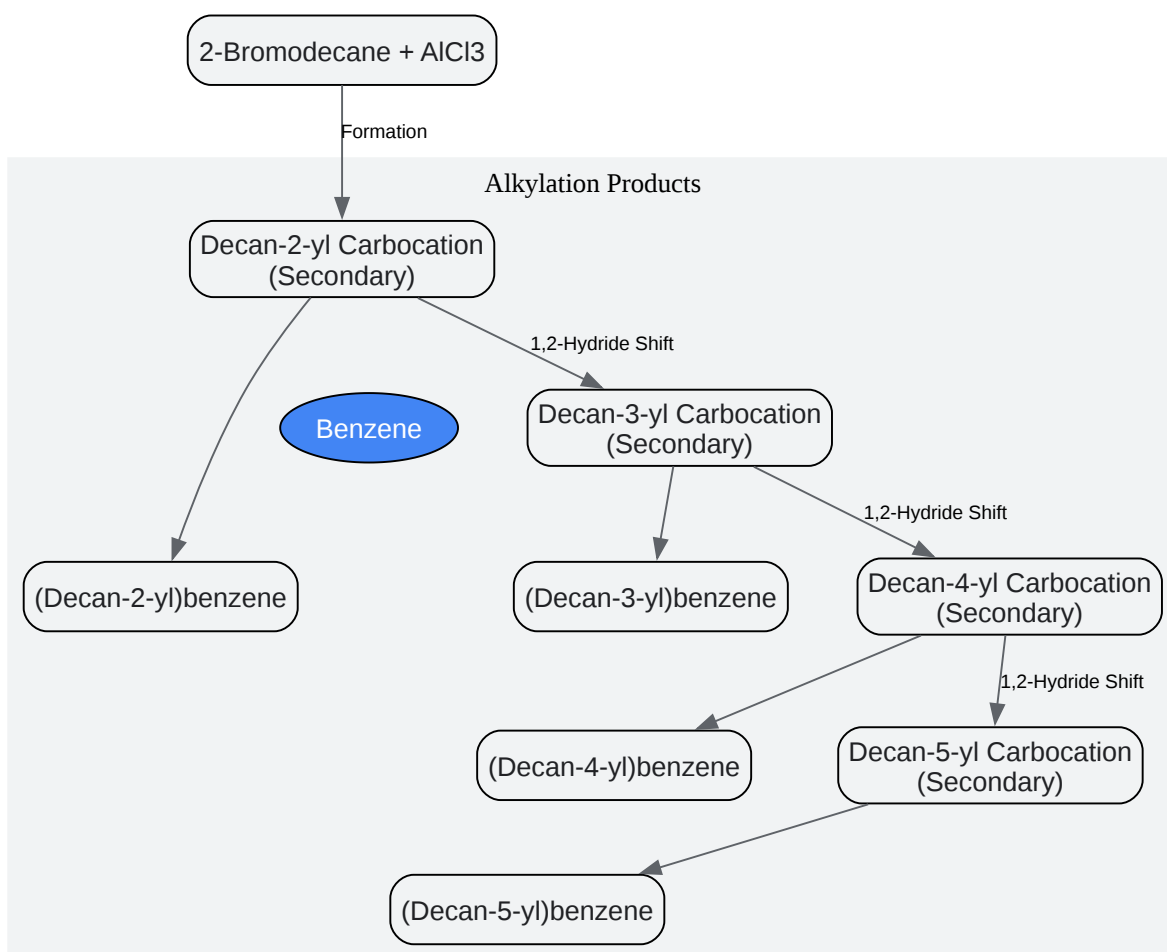 2-Bromodecane + AlCl3
Formation
Alkylation Products
Decan-2-yl Carbocation
(Secondary)
1,2-Hydride Shift
Benzene
Decan-3-yl Carbocation
(Secondary)
1,2-Hydride Shift
(Decan-2-yl)benzene
(Decan-3-yl)benzene
Decan-4-yl Carbocation
(Secondary)
1,2-Hydride Shift
(Decan-4-yl)benzene
Decan-5-yl Carbocation
(Secondary)
(Decan-5-yl)benzene